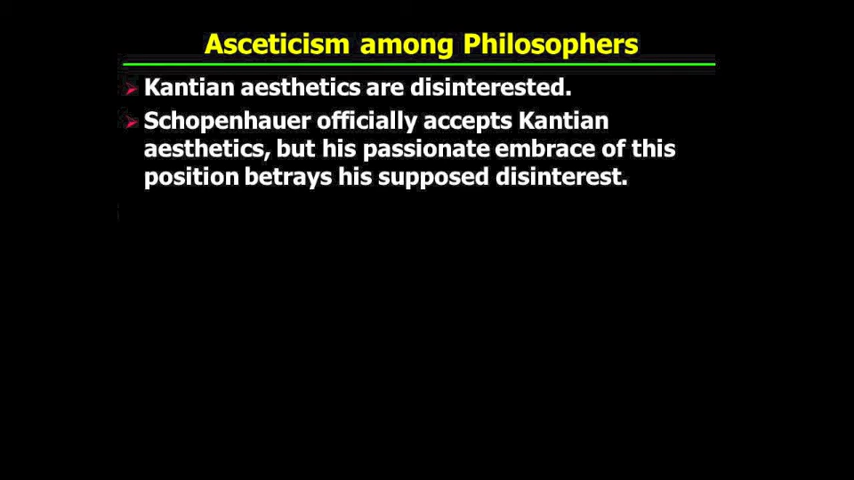 Asceticism among Philosophers
Kantian aesthetics are disinterested.
Schopenhauer officially accepts Kantian
aesthetics, but his passionate embrace of this
position betrays his supposed disinterest.